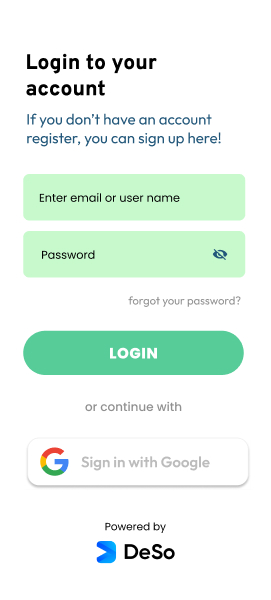 Login to your
account
If you don't have an account
register, you can sign up here!
Enter email or user name
Password
forgot your password?
LOGIN
or continue with
Sign in with Google
Powered by
DeSo